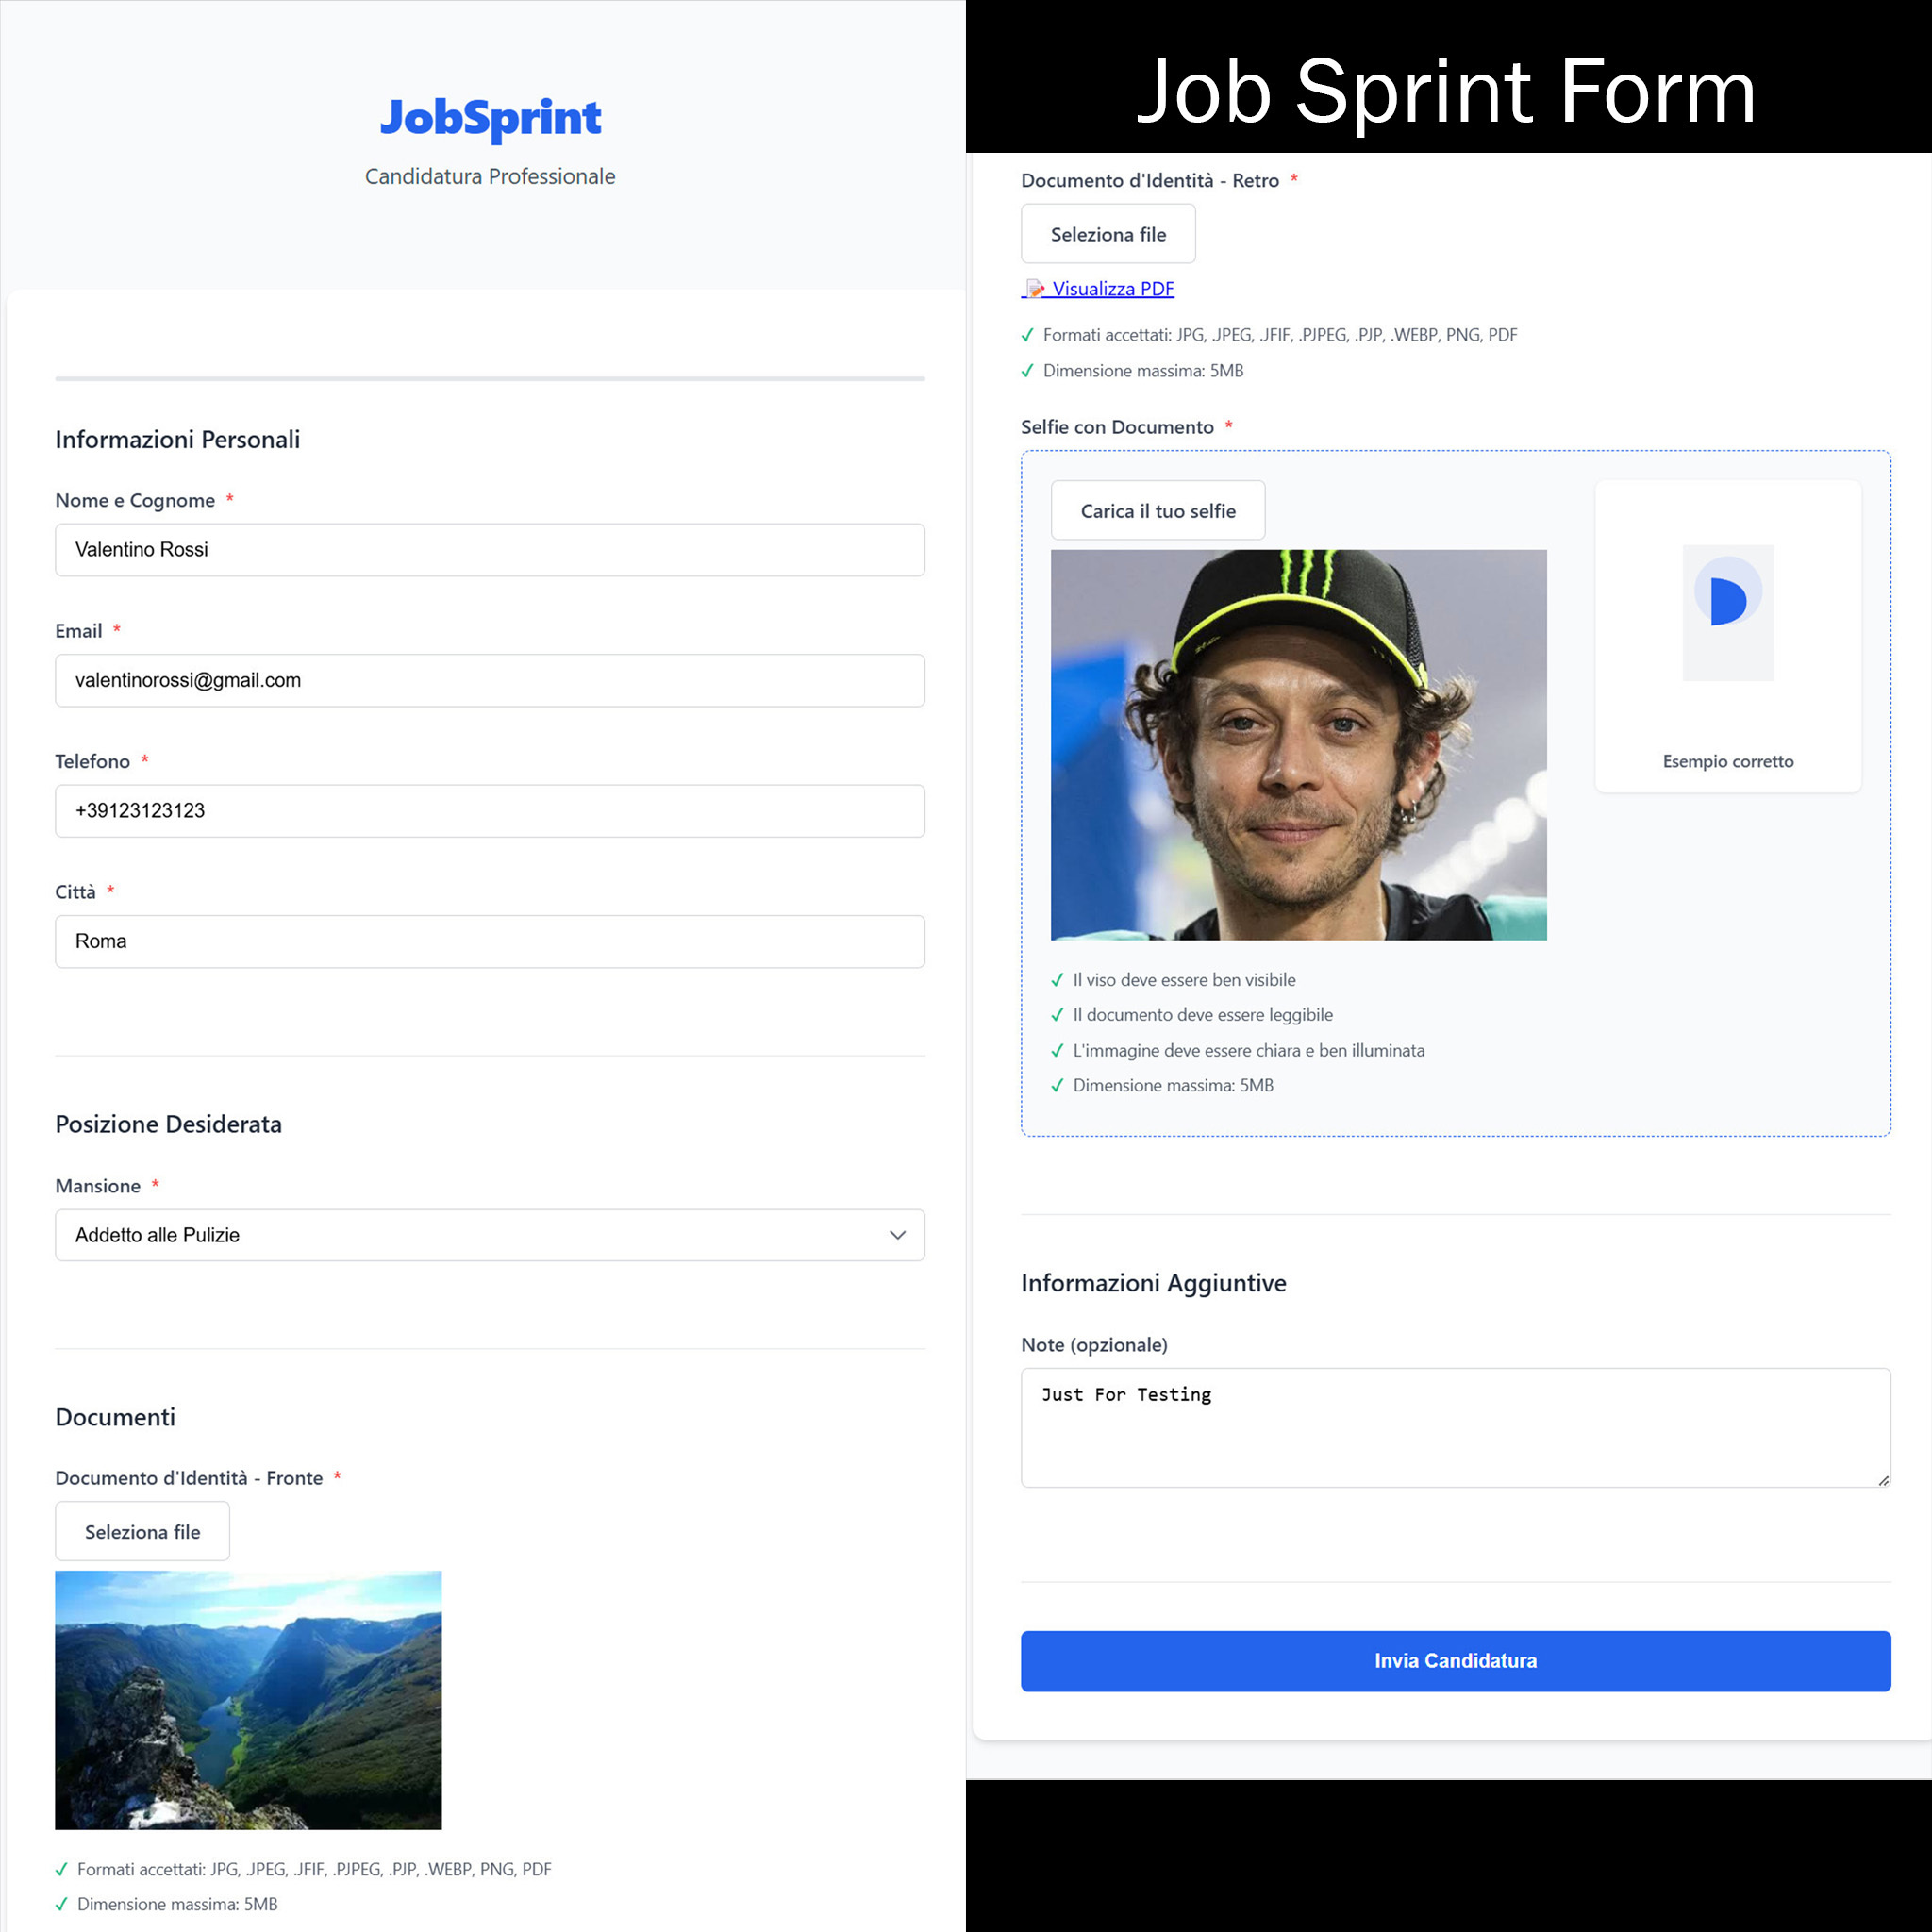 JobSprint
Candidatura Professionale
Informazioni Personali
Nome e Cognome *
Valentino Rossi
Email *
valentinorossi@gmail.com
Telefono *
+39123123123
Città *
Roma
Posizione Desiderata
Mansione *
Addetto alle Pulizie
Documenti
Documento d'Identità - Fronte *
Seleziona file
✓ Formati accettati: JPG, .JPEG, .JFIF, .PJPEG, .PJP, .WEBP, PNG, PDF
✓ Dimensione massima: 5MB
Job Sprint Form
Documento d'Identità - Retro *
Seleziona file
Visualizza PDF
✓ Formati accettati: JPG, .JPEG, .JFIF, .PJPEG, .PJP, .WEBP, PNG, PDF
✓ Dimensione massima: 5MB
Selfie con Documento *
Carica il tuo selfie
Esempio corretto
✓ Il viso deve essere ben visibile
✓ Il documento deve essere leggibile
✓ L'immagine deve essere chiara e ben illuminata
✓ Dimensione massima: 5MB
Informazioni Aggiuntive
Note (opzionale)
Just For Testing
Invia Candidatura